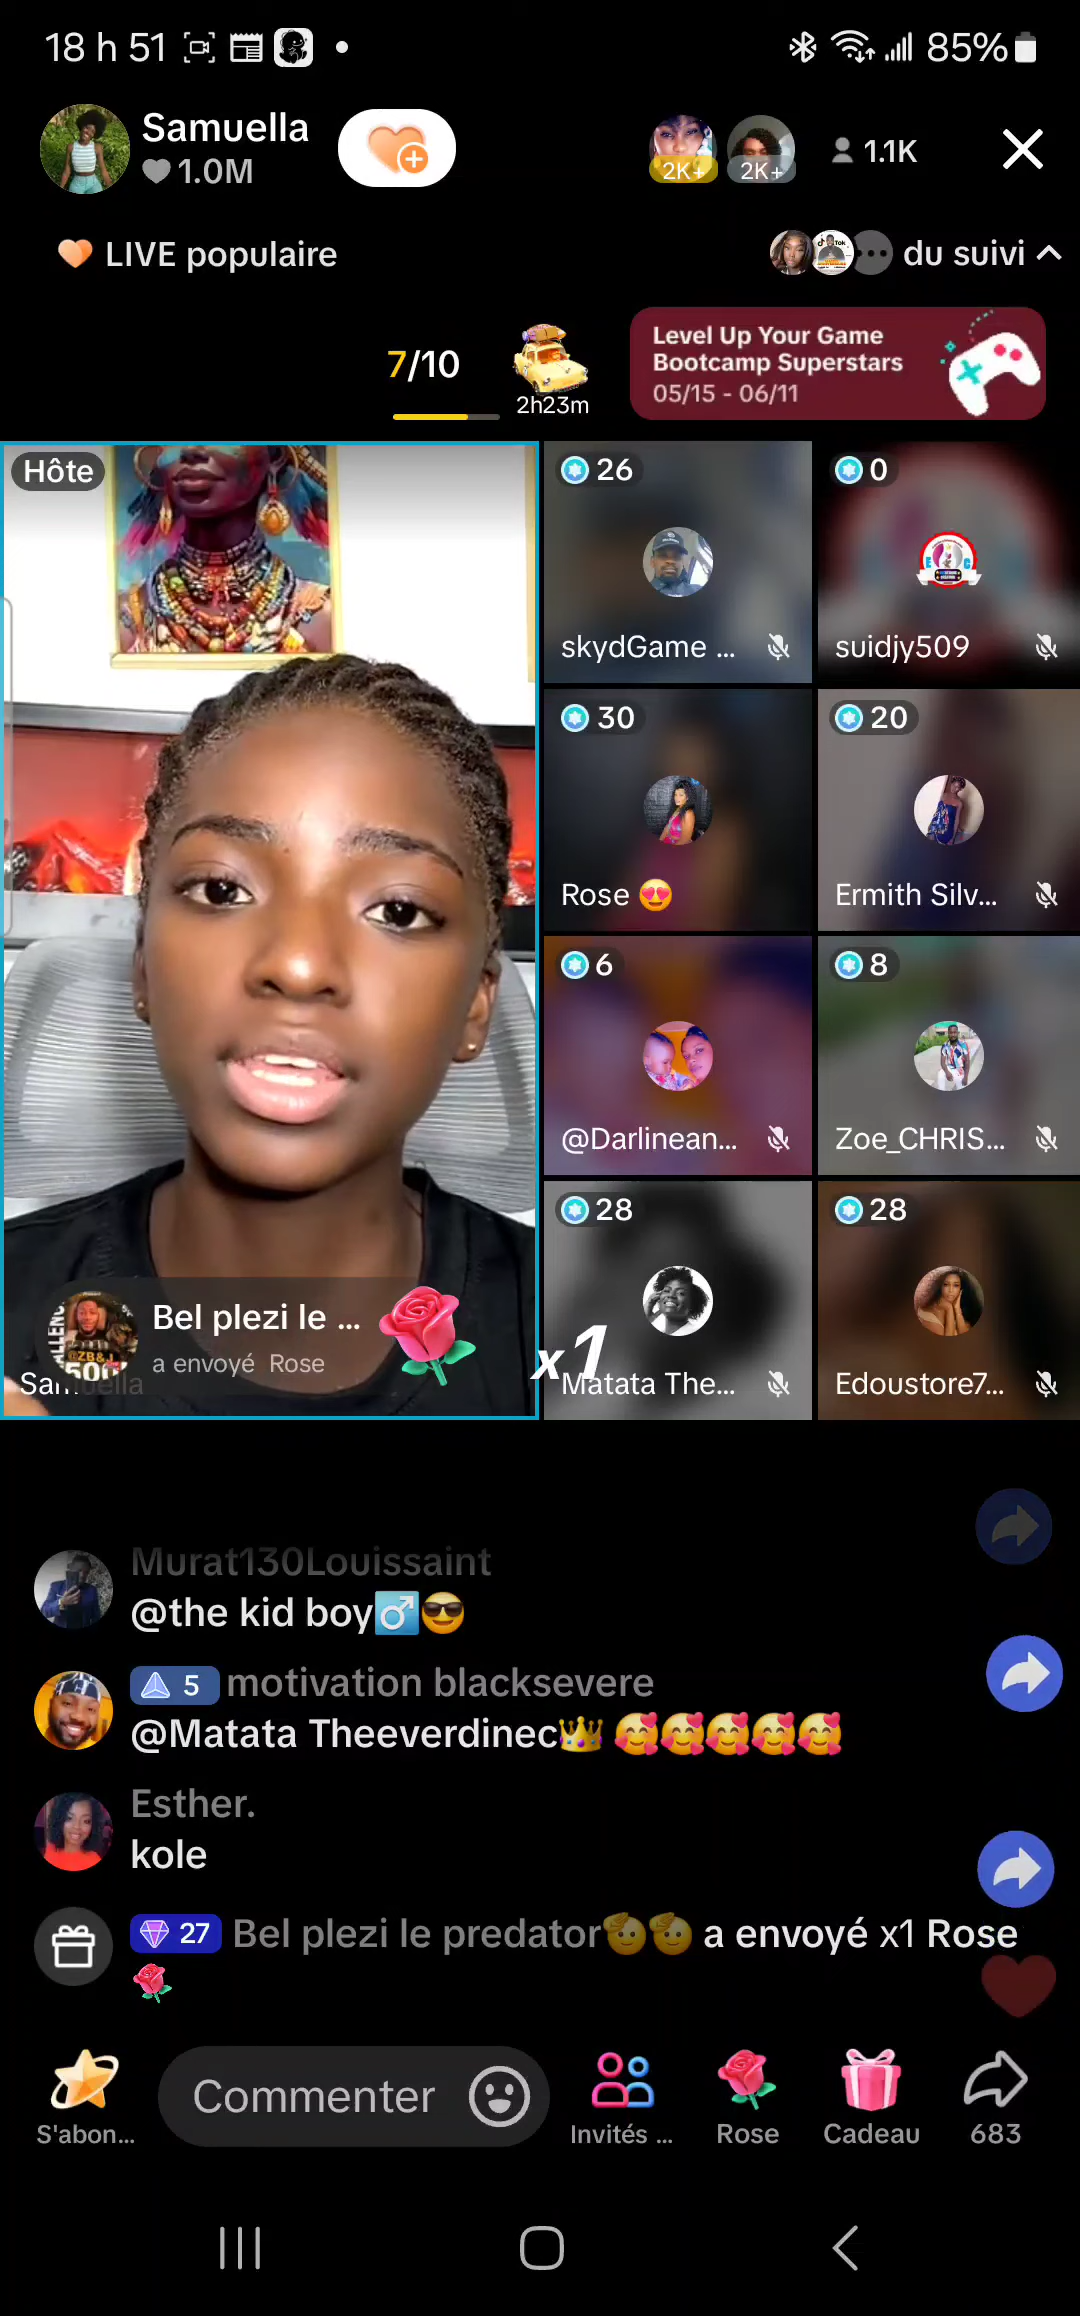 18 h 51
85%
Samuella
1.0M
2K+
2K+
1.1K
LIVE populaire
du suivi
7/10
2h23m
Level Up Your Game
Bootcamp Superstars
05/15 - 06/11
Hôte
26
skydGame ...
0
suidjy509
30
Rose 😍
20
Ermith Silv...
6
@Darlinean...
8
Zoe_CHRIS...
28
Matata The...
28
Edoustore7...
Bel plezi le ...
a envoyé Rose
x1
Murat130Louissaint
@the kid boy♂️😎
5 motivation blacksevere
@Matata Theeverdinec👑 🥰🥰🥰🥰🥰
Esther.
kole
27 Bel plezi le predator🫡🫡 a envoyé x1 Rose
🌹
S'abon...
Commenter
Invités ...
Rose
Cadeau
683